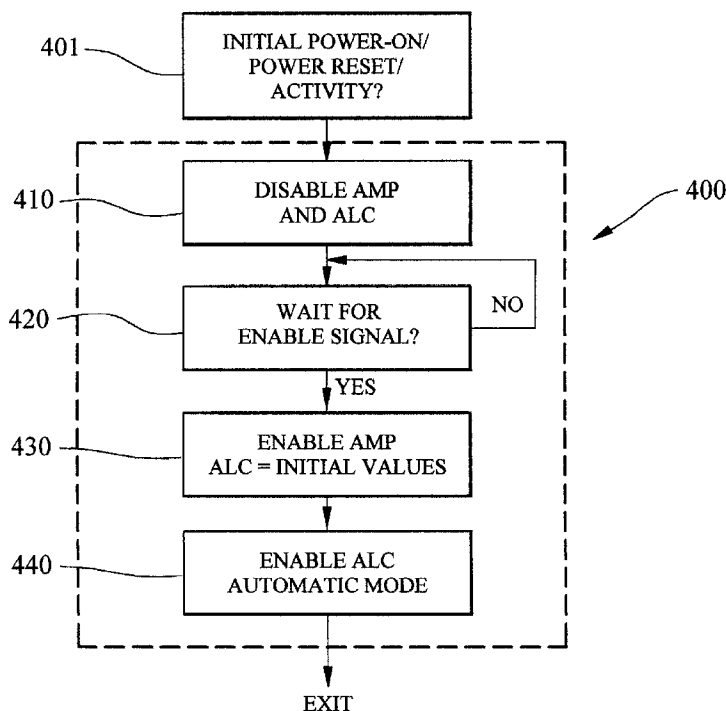 401
INITIAL POWER-ON/
POWER RESET/
ACTIVITY?
410
DISABLE AMP
AND ALC
400
420
WAIT FOR
ENABLE SIGNAL?
NO
YES
430
ENABLE AMP
ALC = INITIAL VALUES
440
ENABLE ALC
AUTOMATIC MODE
EXIT